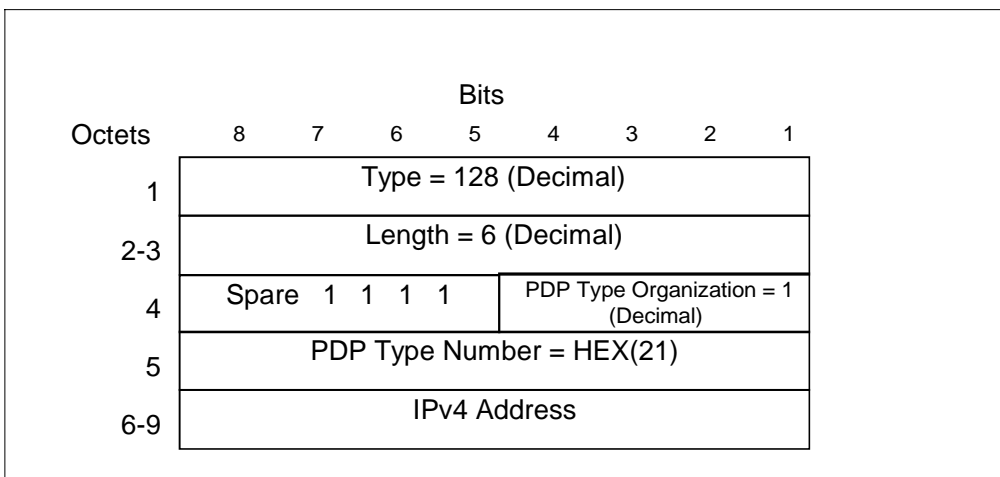 Bits
Octets 8 7 6 5 4 3 2 1
1 Type = 128 (Decimal)
2-3 Length = 6 (Decimal)
4 Spare 1 1 1 1 PDP Type Organization = 1
(Decimal)
5 PDP Type Number = HEX(21)
6-9 IPv4 Address